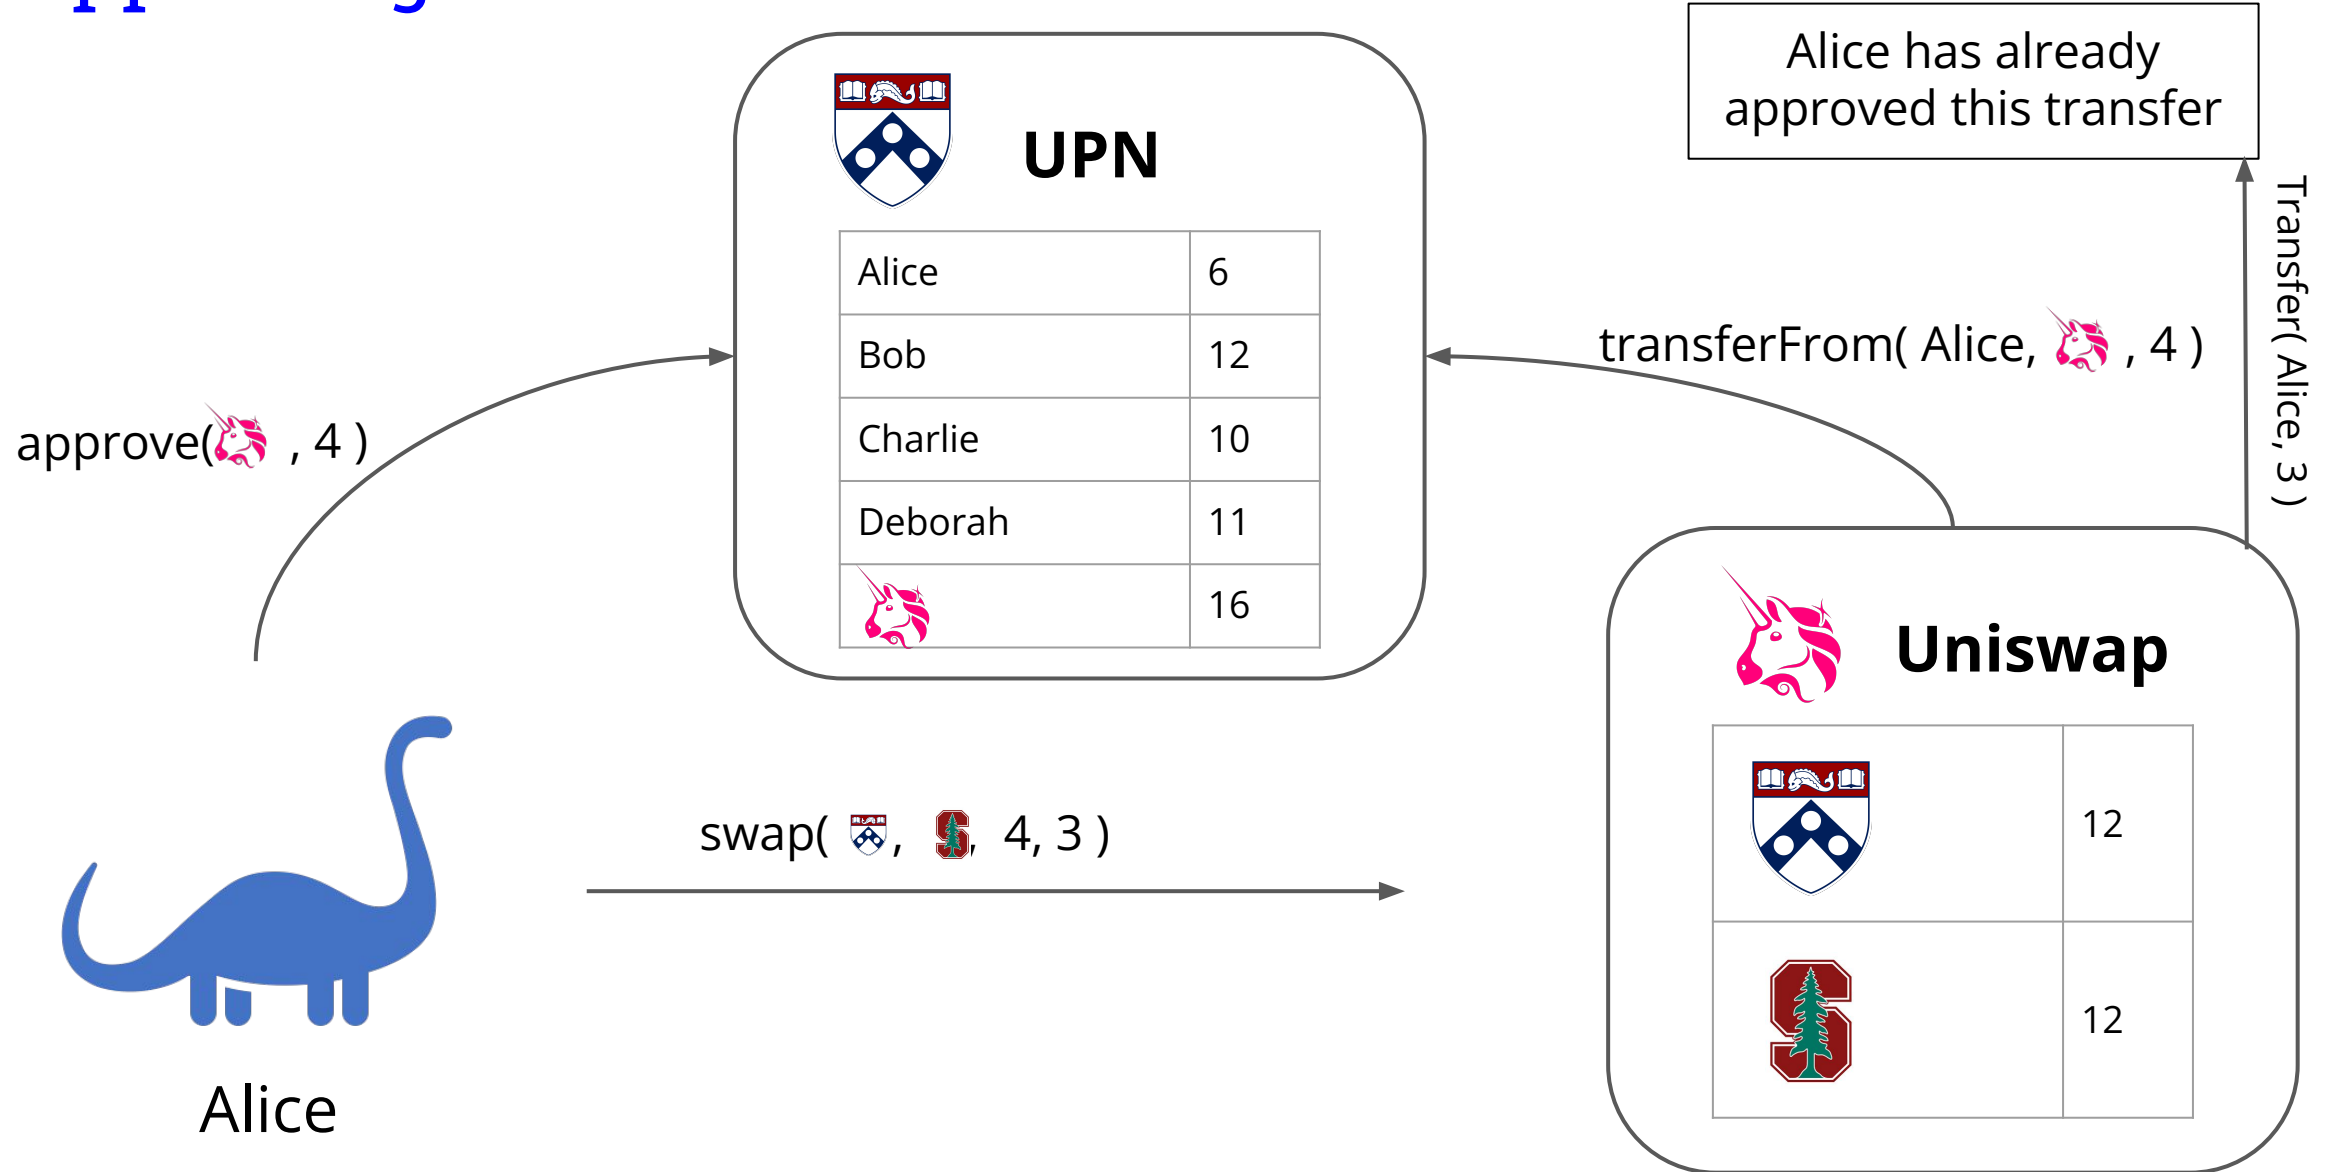 Alice has already
approved this transfer
UPN
Alice 6
Bob 12
Charlie 10
Deborah 11
16
approve( , 4 )
transferFrom( Alice, , 4 )
Transfer( Alice, 3 )
Uniswap
12
12
swap( , , 4, 3 )
Alice